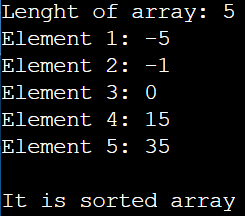 Lenght of array: 5
Element 1: -5
Element 2: -1
Element 3: 0
Element 4: 15
Element 5: 35
It is sorted array